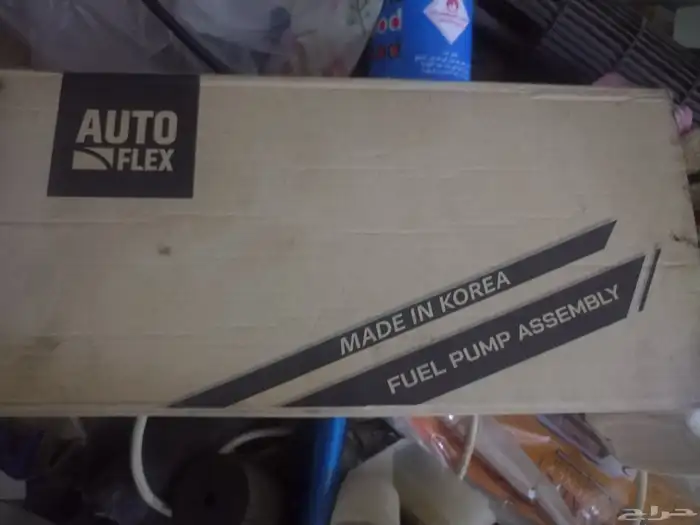 AUTO
FLEX
MADE IN KOREA
FUEL PUMP ASSEMBLY
حراج